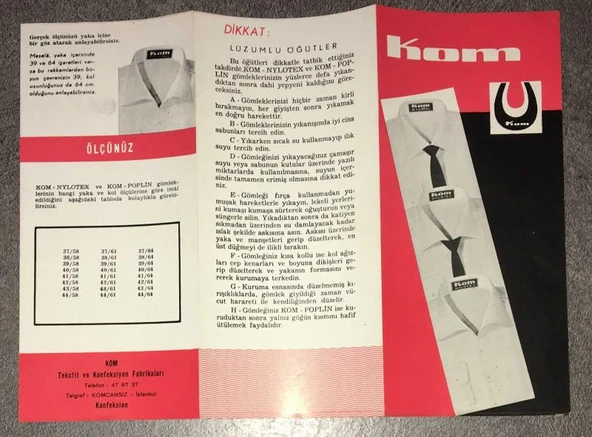 Gerçek ölçünüzü yaka içine
bir göz atarak anlayabilirsiniz.
Meselâ, yaka içersinde
39 ve 64 işaretleri var-
sa bu rakkamlardan bo-
yun çevrenizin 39, kol
uzunluğunuz da 64 cm.
olduğunu anlayabilirsiniz.
Kom
ÖLÇÜNÜZ
KOM - NYLOTEX ve KOM - POPLİN gömlek-
lerinin hangi yaka ve kol ölçülerine göre imâl
edildiğini aşağıdaki tabloda kolaylıkla görebi-
lirsiniz.
37/58 37/61 37/64
38/58 38/61 38/64
39/58 39/61 39/64
40/58 40/61 40/64
41/58 41/61 41/64
42/58 42/61 42/64
43/58 43/61 43/64
44/58 44/61 44/64
KOM
Tekstil ve Konfeksiyon Fabrikaları
Telefon : 47 97 37
Telgraf : KOMCANSIZ - İstanbul
Konfeksion
DİKKAT:
LÜZUMLU ÖĞÜTLER
Bu öğütleri dikkatle tatbik ettiğiniz
takdirde KOM - NYLOTEX ve KOM - POP-
LİN gömleklerinizin yüzlerce defa yıkan-
dıktan sonra dahi yepyeni kaldığını göre-
ceksiniz.
A - Gömleklerinizi hiçbir zaman kirli
bırakmayın, her giyişten sonra yıkamak
en doğru harekettir.
B - Gömleklerinizin yıkanışında iyi cins
sabunları tercih edin.
C - Yıkarken sıcak su kullanmayıp ılık
suyu tercih edin.
D - Gömleğinizi yıkayacağınız çamaşır
suyu veya sabunun kutular üzerinde yazılı
miktarlarda kullanılmasına, suyun içer-
sinde tamamen erimiş olmasına dikkat edi-
niz.
E - Gömleği fırça kullanmadan yu-
muşak hareketlerle yıkayın, lekeli yerleri-
ni kumaşı kumaşa sürterek oğuşturun veya
süngerle silin. Yıkadıktan sonra da katiyen
sıkmadan üzerinden su damlayacak kadar
ıslak şekilde askısına asın. Askısı üzerinde
yaka ve manşetleri gerip düzelterek, en
üst düğmeyi de ilikli bırakın.
F - Gömleğiniz kısa kollu ise kol ağız-
ları cep kenarları ve boyuna dikişleri ge-
rip düzelterek ve yakanın formasını ve-
rerek kurumaya terkedin.
G - Kuruma esnasında düzelmemiş kı-
rışıklıklarda, gömlek giyildiği zaman vü-
cut harareti ile kendiliğinden düzelir.
H - Gömleğiniz KOM - POPLİN ise ku-
ruduktan sonra yalnız göğüs kısmını hafif
ütülemek faydalıdır.
kom
Kom
Kom
Kom
Kom